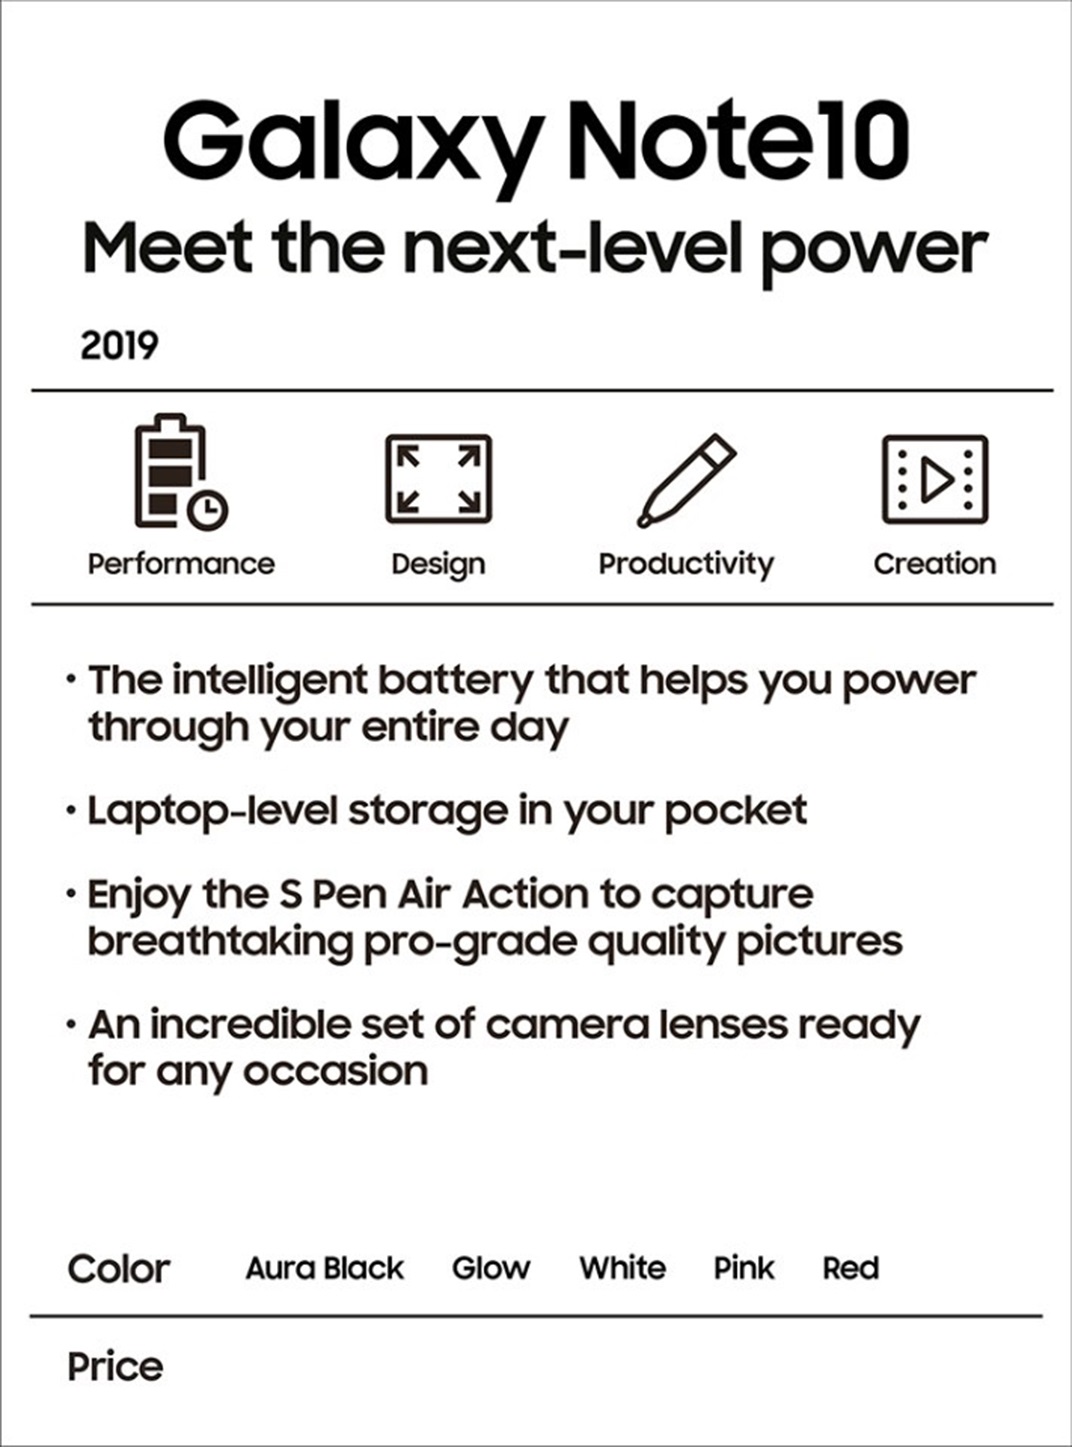 Galaxy Note10
Meet the next-level power
2019
Performance Design Productivity Creation
• The intelligent battery that helps you power
through your entire day
• Laptop-level storage in your pocket
• Enjoy the S Pen Air Action to capture
breathtaking pro-grade quality pictures
• An incredible set of camera lenses ready
for any occasion
Color Aura Black Glow White Pink Red
Price